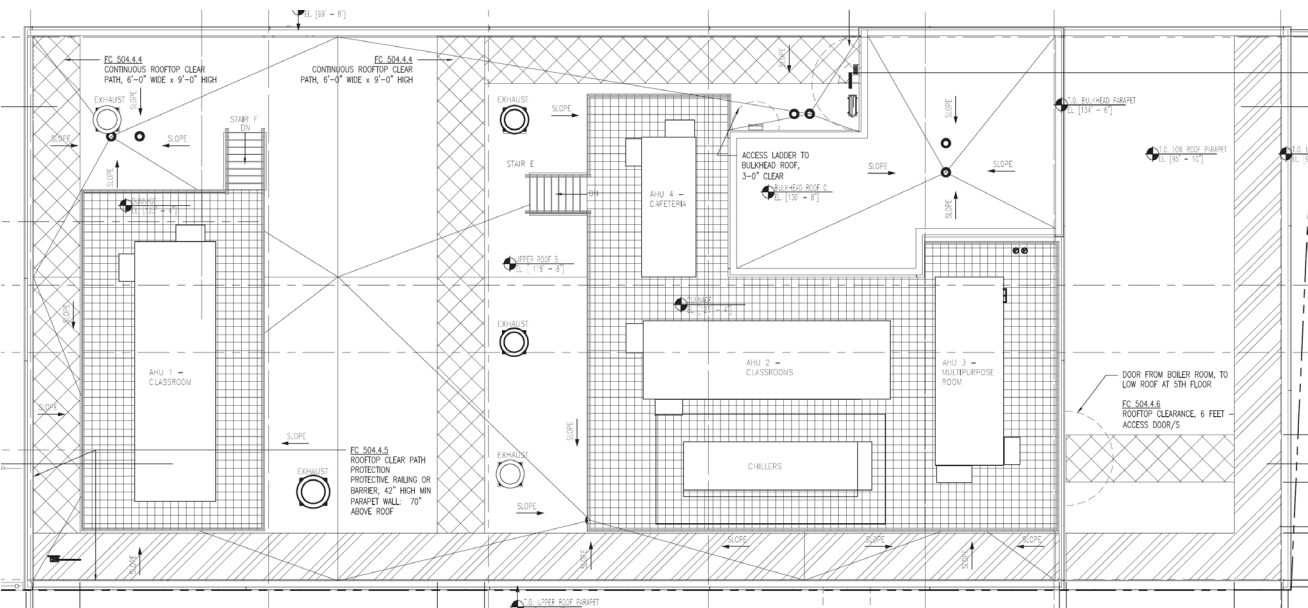 EL [99' - 8"]
FC 504.4.4
CONTINUOUS ROOFTOP CLEAR
PATH, 6'-0" WIDE x 9'-0" HIGH
FC 504.4.4
CONTINUOUS ROOFTOP CLEAR
PATH, 6'-0" WIDE x 9'-0" HIGH
SLOPE
EXHAUST
SLOPE
EXHAUST
SLOPE
T.O. BULKHEAD PARAPET
EL [134' - 6"]
SLOPE
STAIR F
DN
SLOPE
SLOPE
SLOPE
T.O. LOW ROOF PARAPET
EL [95' - 10"]
ACCESS LADDER TO
BULKHEAD ROOF,
3-0" CLEAR
STAIR E
DN
SLOPE
SLOPE
SLOPE
BULKHEAD ROOF C
EL [130' - 8"]
AHU 4 -
CAFETERIA
DUNNAGE
SLOPE
UPPER ROOF B
EL [118' - 8"]
DUNNAGE
SLOPE
EXHAUST
AHU 1 -
CLASSROOM
AHU 2 -
CLASSROOMS
AHU 3 -
MULTIPURPOSE
ROOM
DOOR FROM BOILER ROOM, TO
LOW ROOF AT 5TH FLOOR
FC 504.4.6
ROOFTOP CLEARANCE, 6 FEET -
ACCESS DOOR/S
SLOPE
SLOPE
SLOPE
FC 504.4.5
ROOFTOP CLEAR PATH
PROTECTION
PROTECTIVE RAILING OR
BARRIER, 42" HIGH MIN
PARAPET WALL: 70"
ABOVE ROOF
EXHAUST
EXHAUST
CHILLERS
SLOPE
SLOPE
SLOPE
SLOPE
SLOPE
SLOPE
SLOPE
T.O. UPPER ROOF PARAPET